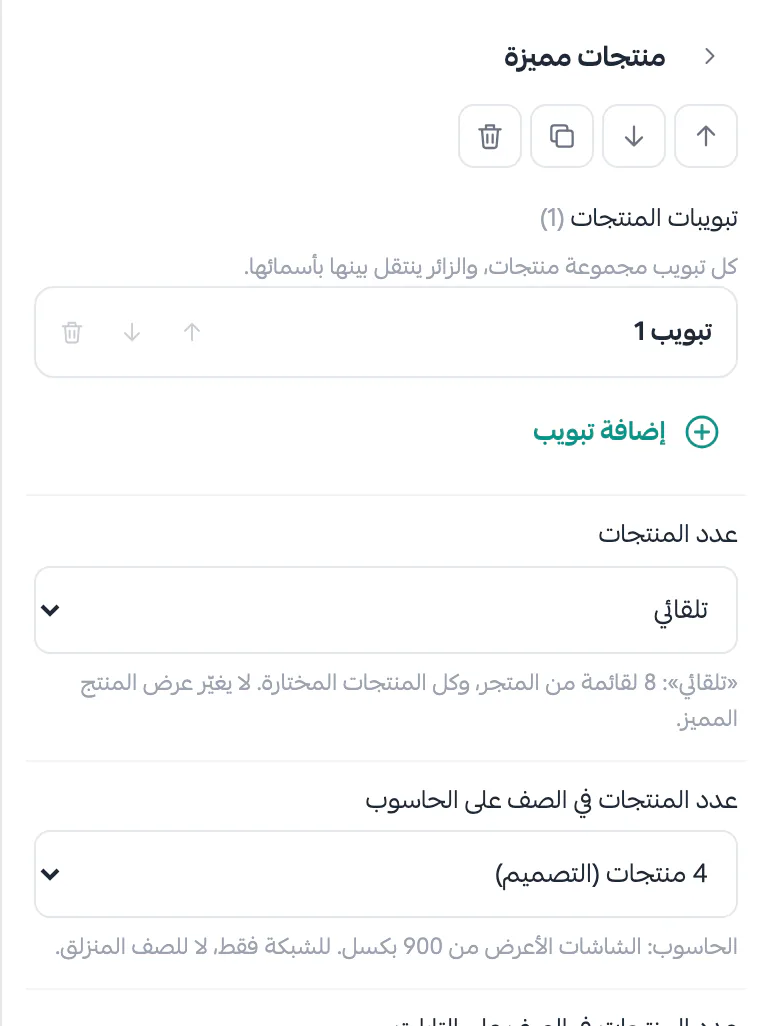 منتجات مميزة
تبويبات المنتجات (1)
كل تبويب مجموعة منتجات، والزائر ينتقل بينها بأسمائها.
تبويب 1
إضافة تبويب
عدد المنتجات
تلقائي
«تلقائي»: 8 لقائمة من المتجر، وكل المنتجات المختارة. لا يغيّر عرض المنتج
المميز.
عدد المنتجات في الصف على الحاسوب
4 منتجات (التصميم)
الحاسوب: الشاشات الأعرض من 900 بكسل. للشبكة فقط، لا للصف المنزلق.